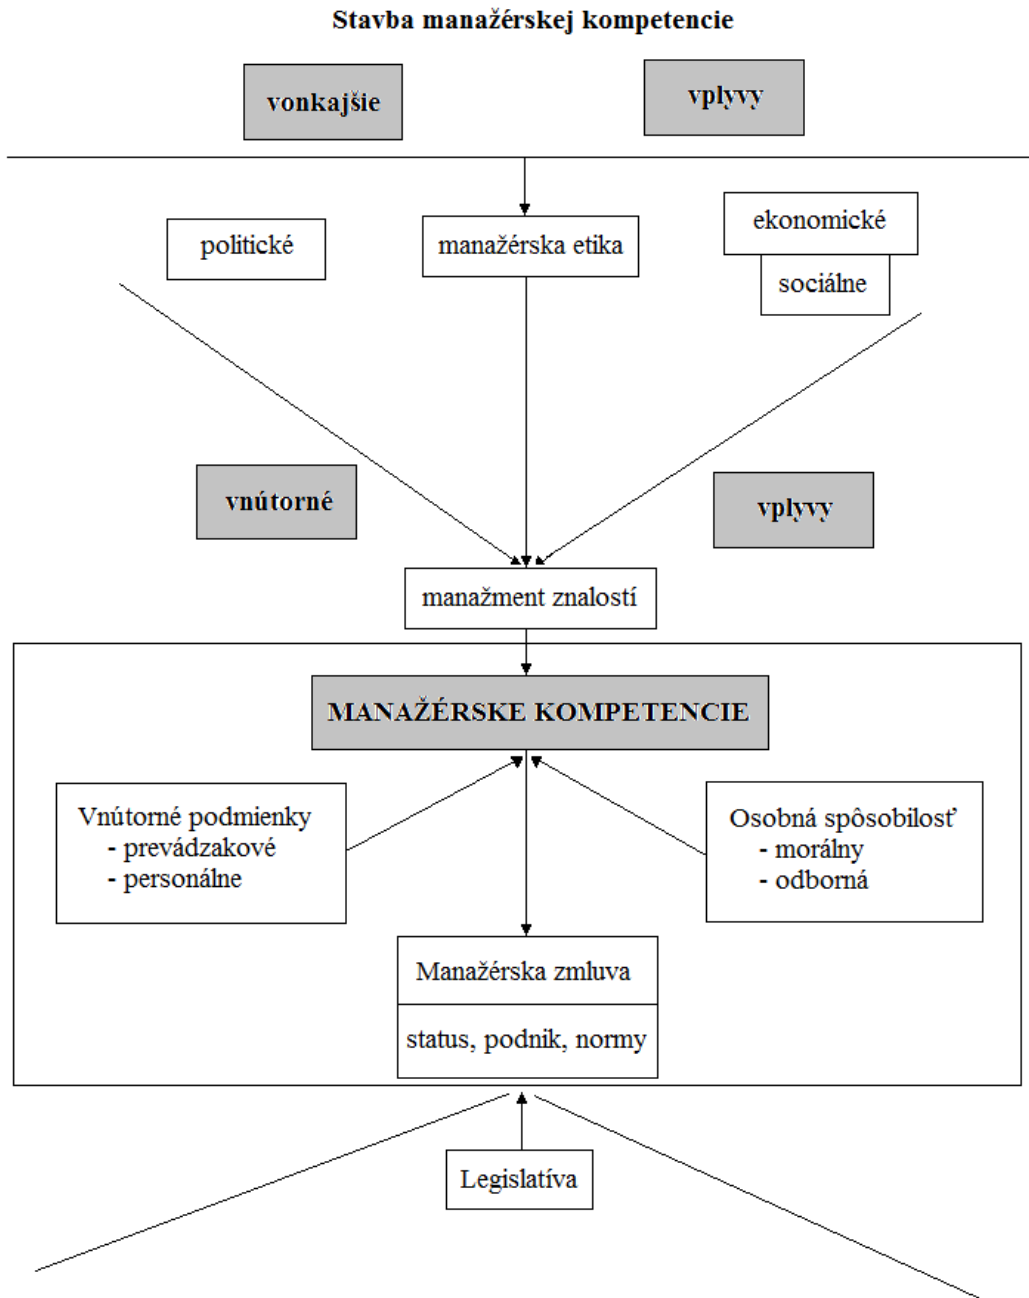 Stavba manažérskej kompetencie
vonkajšie
vplyvy
politické
manažérska etika
ekonomické
sociálne
vnútorné
vplyvy
manažment znalostí
MANAŽÉRSKE KOMPETENCIE
Vnútorné podmienky
- prevádzakové
- personálne
Osobná spôsobilosť
- morálny
- odborná
Manažérska zmluva
status, podnik, normy
Legislatíva